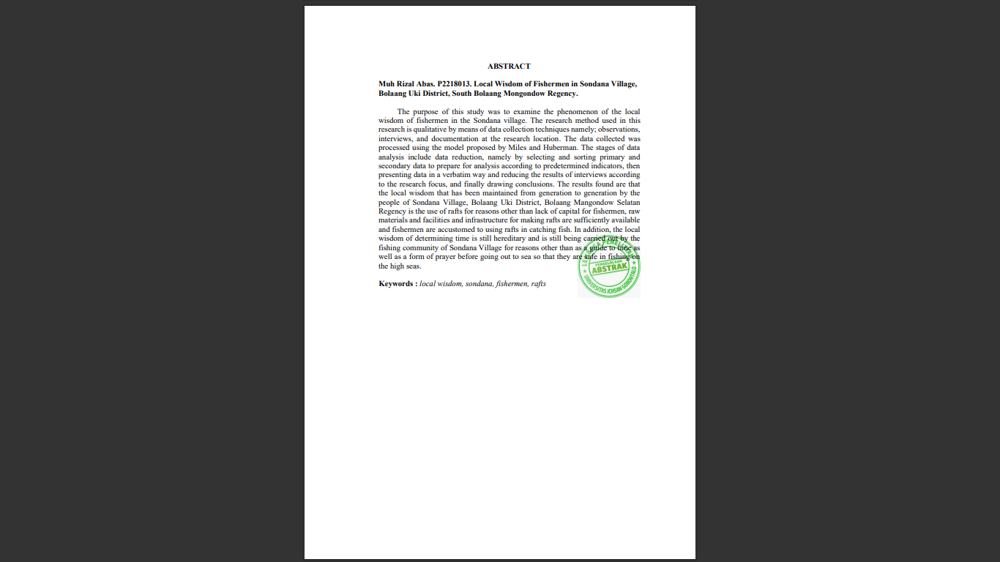 ABSTRACT
Muh Rizal Abas. P2218013. Local Wisdom of Fishermen in Sondana Village,
Bolaang Uki District, South Bolaang Mongondow Regency.
The purpose of this study was to examine the phenomenon of the local
wisdom of fishermen in the Sondana village. The research method used in this
research is qualitative by means of data collection techniques namely; observations,
interviews, and documentation at the research location. The data collected was
processed using the model proposed by Miles and Huberman. The stages of data
analysis include data reduction, namely by selecting and sorting primary and
secondary data to prepare for analysis according to predetermined indicators, then
presenting data in a verbatim way and reducing the results of interviews according
to the research focus, and finally drawing conclusions. The results found are that
the local wisdom that has been maintained from generation to generation by the
people of Sondana Village, Bolaang Uki District, Bolaang Mangondow Selatan
Regency is the use of rafts for reasons other than lack of capital for fishermen, raw
materials and facilities and infrastructure for making rafts are sufficiently available
and fishermen are accustomed to using rafts in catching fish. In addition, the local
wisdom of determining time is still hereditary and is still being carried out by the
fishing community of Sondana Village for reasons other than as a guide to time as
well as a form of prayer before going out to sea so that they are safe in fishing on
the high seas.
Keywords : local wisdom, sondana, fishermen, rafts
PENGELOLAAN
ABSTRAK
UNIVERSITAS ICHSAN GORONTALO